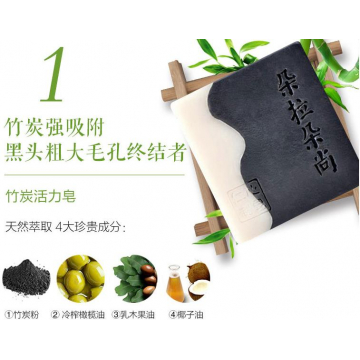 1
竹炭强吸附
黑头粗大毛孔终结者
竹炭活力皂
天然萃取 4大珍贵成分：
①竹炭粉 ②冷榨橄榄油 ③乳木果油 ④椰子油
朵拉朵尚